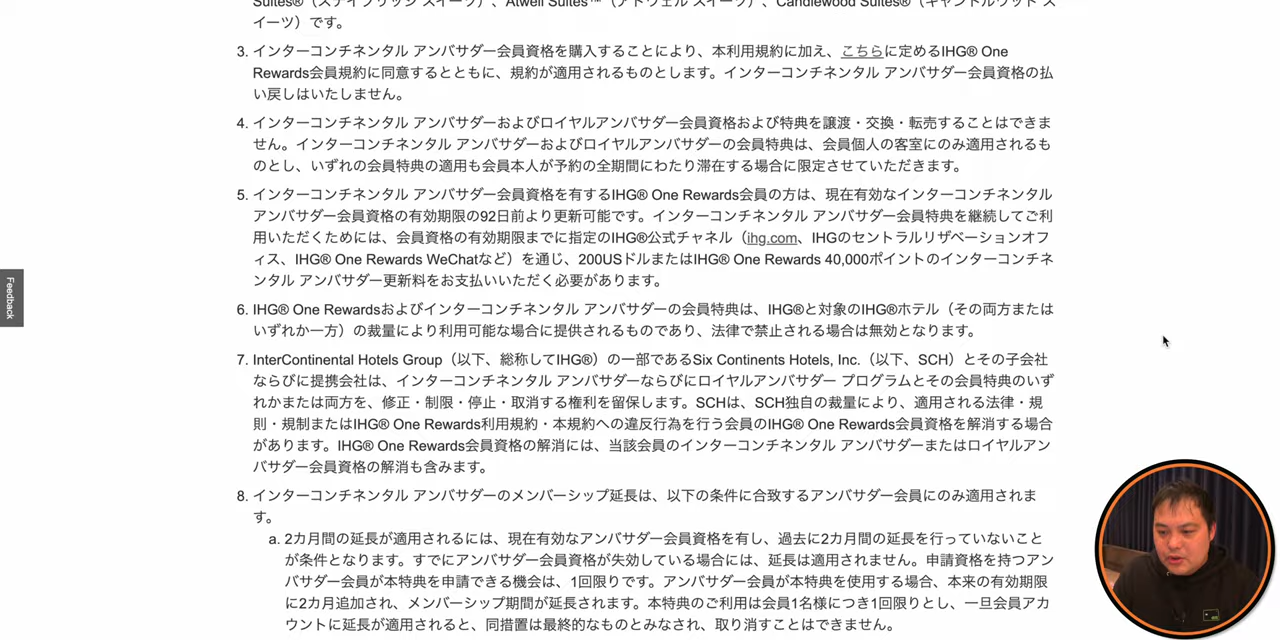 Suites®（ステイブリッジ スイーツ）、Atwell Suites™（アトウェル スイーツ）、Candlewood Suites®（キャンドルウッド ス
イーツ）です。
3. インターコンチネンタル アンバサダー会員資格を購入することにより、本利用規約に加え、こちらに定めるIHG® One
Rewards会員規約に同意するとともに、規約が適用されるものとします。インターコンチネンタル アンバサダー会員資格の払
い戻しはいたしません。
4. インターコンチネンタル アンバサダーおよびロイヤルアンバサダー会員資格および特典を譲渡・交換・転売することはできま
せん。インターコンチネンタル アンバサダーおよびロイヤルアンバサダーの会員特典は、会員個人の客室にのみ適用されるも
のとし、いずれの会員特典の適用も会員本人が予約の全期間にわたり滞在する場合に限定させていただきます。
5. インターコンチネンタル アンバサダー会員資格を有するIHG® One Rewards会員の方は、現在有効なインターコンチネンタル
アンバサダー会員資格の有効期限の92日前より更新可能です。インターコンチネンタル アンバサダー会員特典を継続してご利
用いただくためには、会員資格の有効期限までに指定のIHG®公式チャネル（ihg.com、IHGのセントラルリザベーションオフ
ィス、IHG® One Rewards WeChatなど）を通じ、200USドルまたはIHG® One Rewards 40,000ポイントのインターコンチネ
ンタル アンバサダー更新料をお支払いいただく必要があります。
6. IHG® One Rewardsおよびインターコンチネンタル アンバサダーの会員特典は、IHG®と対象のIHG®ホテル（その両方または
いずれか一方）の裁量により利用可能な場合に提供されるものであり、法律で禁止される場合は無効となります。
7. InterContinental Hotels Group（以下、総称してIHG®）の一部であるSix Continents Hotels, Inc.（以下、SCH）とその子会社
ならびに提携会社は、インターコンチネンタル アンバサダーならびにロイヤルアンバサダー プログラムとその会員特典のいず
れかまたは両方を、修正・制限・停止・取消する権利を留保します。SCHは、SCH独自の裁量により、適用される法律・規
則・規制またはIHG® One Rewards利用規約・本規約への違反行為を行う会員のIHG® One Rewards会員資格を解消する場合
があります。IHG® One Rewards会員資格の解消には、当該会員のインターコンチネンタル アンバサダーまたはロイヤルアン
バサダー会員資格の解消も含みます。
8. インターコンチネンタル アンバサダーのメンバーシップ延長は、以下の条件に合致するアンバサダー会員にのみ適用されま
す。
a. 2カ月間の延長が適用されるには、現在有効なアンバサダー会員資格を有し、過去に2カ月間の延長を行っていないこと
が条件となります。すでにアンバサダー会員資格が失効している場合には、延長は適用されません。申請資格を持つアン
バサダー会員が本特典を申請できる機会は、1回限りです。アンバサダー会員が本特典を使用する場合、本来の有効期限
に2カ月追加され、メンバーシップ期間が延長されます。本特典のご利用は会員1名様につき1回限りとし、一旦会員アカ
ウントに延長が適用されると、同措置は最終的なものとみなされ、取り消すことはできません。
Feedback